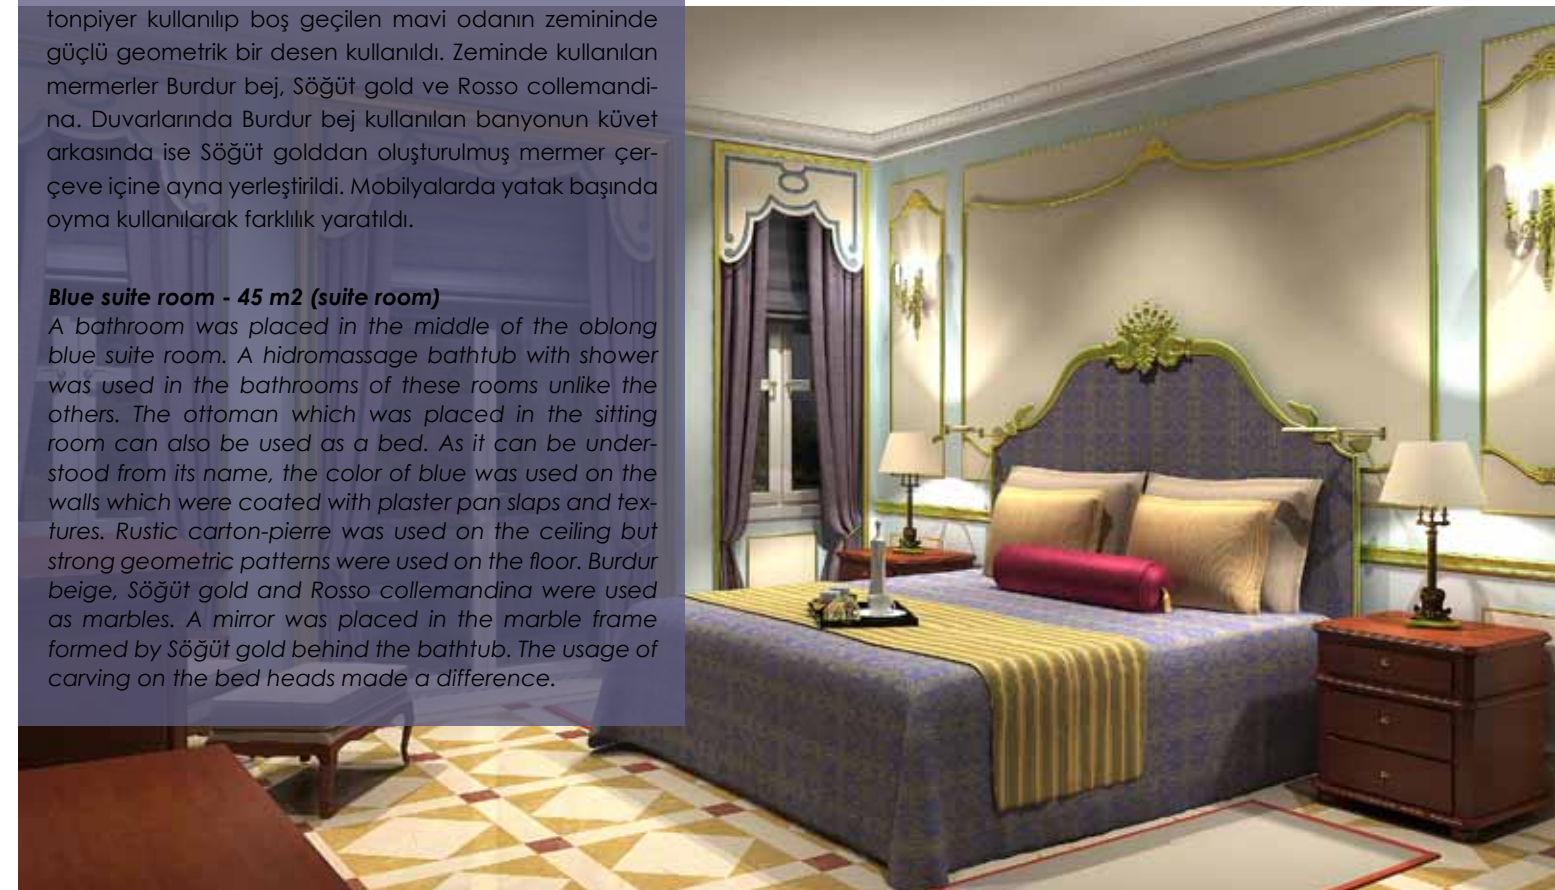 tonpiyer kullanılıp boş geçilen mavi odanın zemininde
güçlü geometrik bir desen kullanıldı. Zeminde kullanılan
mermerler Burdur bej, Söğüt gold ve Rosso collemandi-
na. Duvarlarında Burdur bej kullanılan banyonun küvet
arkasında ise Söğüt golddan oluşturulmuş mermer çer-
çeve içine ayna yerleştirildi. Mobilyalarda yatak başında
oyma kullanılarak farklılık yaratıldı.
Blue suite room - 45 m2 (suite room)
A bathroom was placed in the middle of the oblong
blue suite room. A hidromassage bathtub with shower
was used in the bathrooms of these rooms unlike the
others. The ottoman which was placed in the sitting
room can also be used as a bed. As it can be under-
stood from its name, the color of blue was used on the
walls which were coated with plaster pan slaps and tex-
tures. Rustic carton-pierre was used on the ceiling but
strong geometric patterns were used on the floor. Burdur
beige, Söğüt gold and Rosso collemandina were used
as marbles. A mirror was placed in the marble frame
formed by Söğüt gold behind the bathtub. The usage of
carving on the bed heads made a difference.